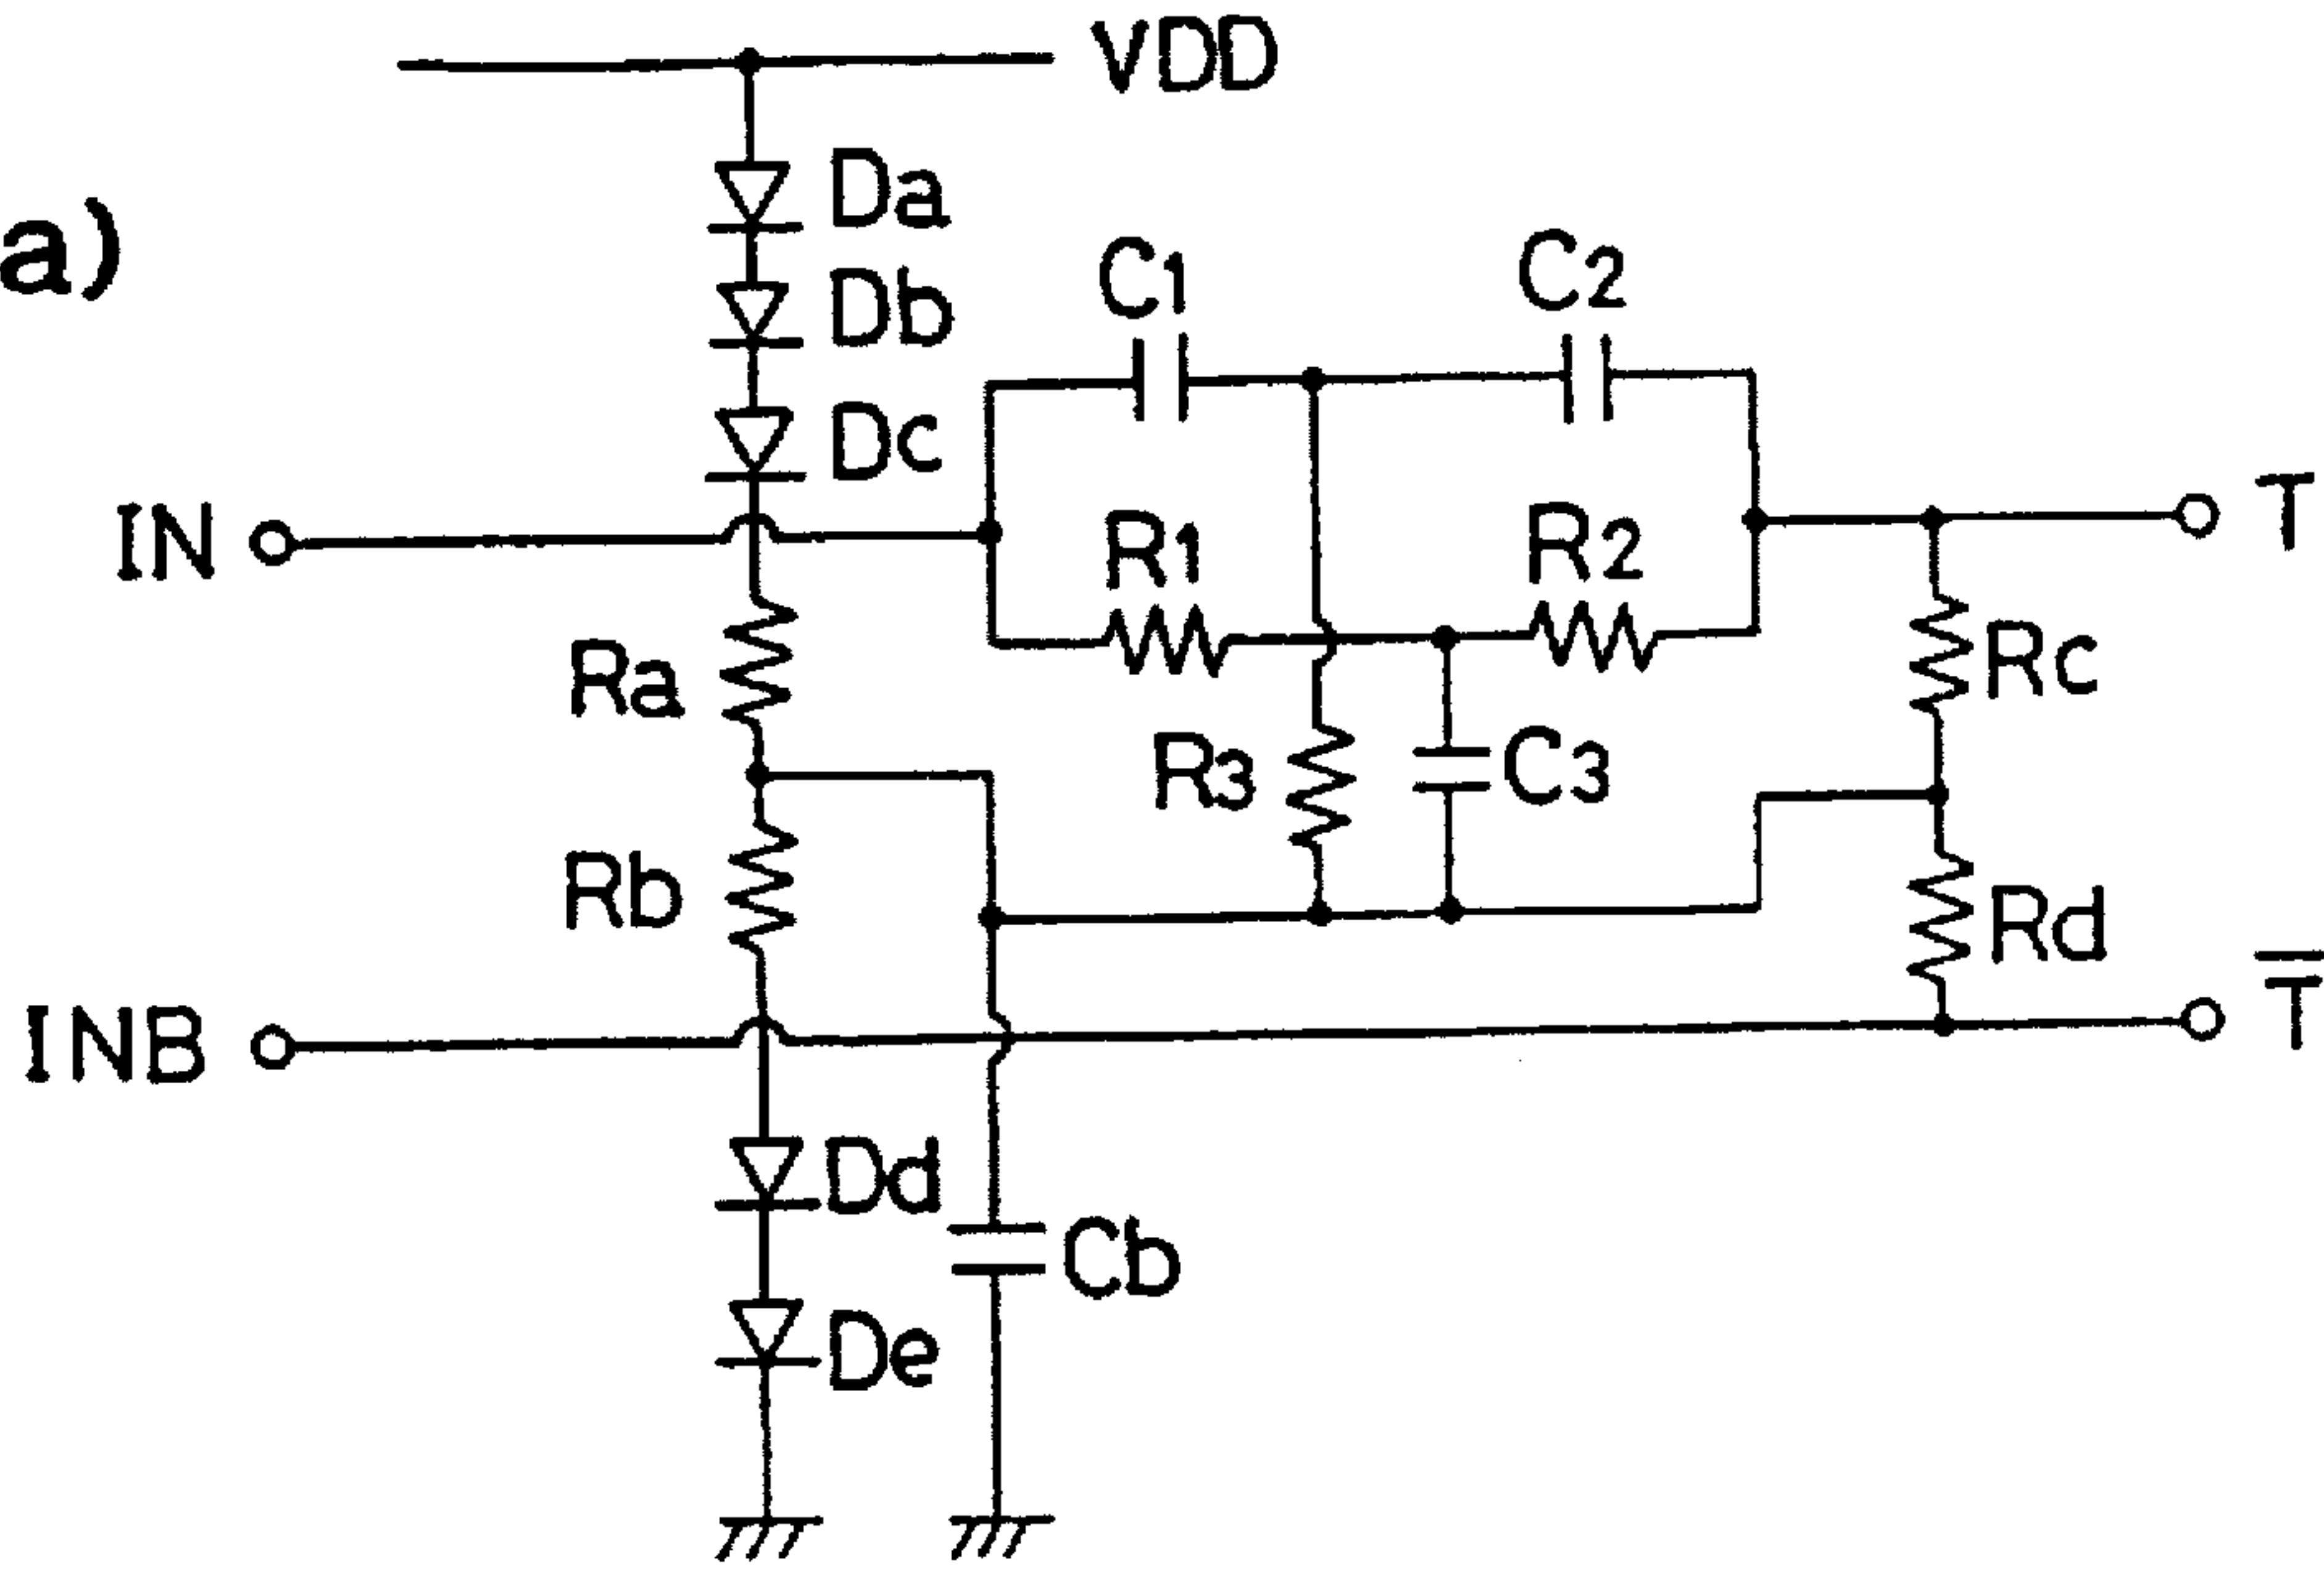 VDD
a)
Da
Db
C1
C2
Dc
IN
T
R1
R2
Ra
Rc
R3
C3
Rb
Rd
INB
T̅
Dd
Cb
De